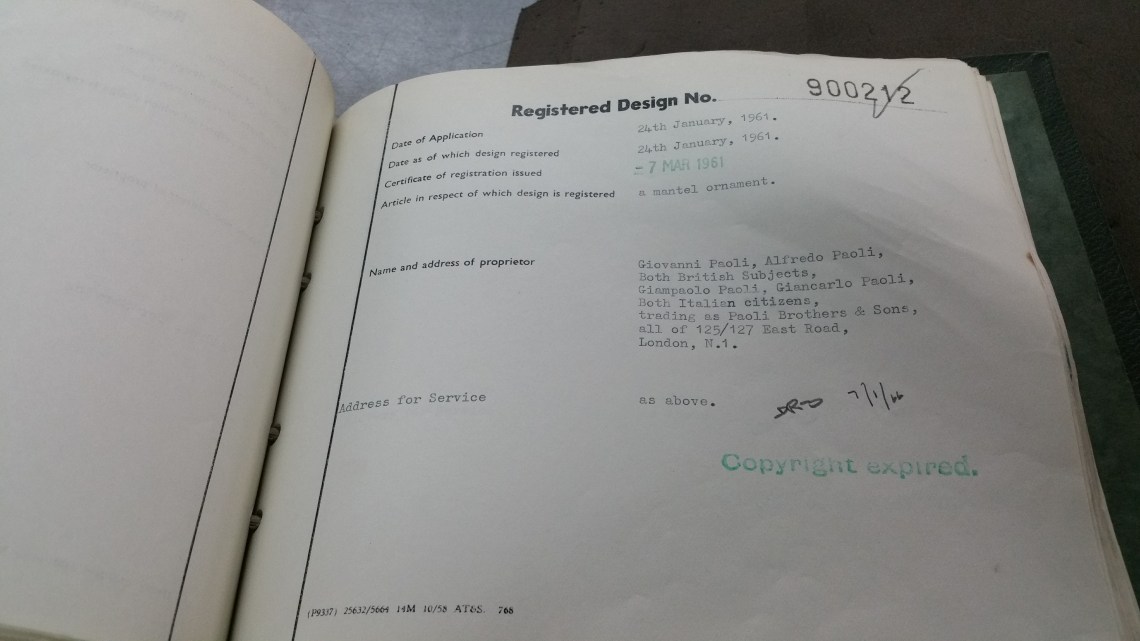 Registered Design No. 900212
Date of Application 24th January, 1961.
Date as of which design registered 24th January, 1961.
Certificate of registration issued - 7 MAR 1961
Article in respect of which design is registered a mantel ornament.
Name and address of proprietor Giovanni Paoli, Alfredo Paoli,
Both British Subjects,
Giampaolo Paoli, Giancarlo Paoli,
Both Italian citizens,
trading as Paoli Brothers & Sons,
all of 125/127 East Road,
London, N.1.
Address for Service as above. 7/1/66
Copyright expired.
(P9337) 25632/5664 14M 10/58 AT&S. 768